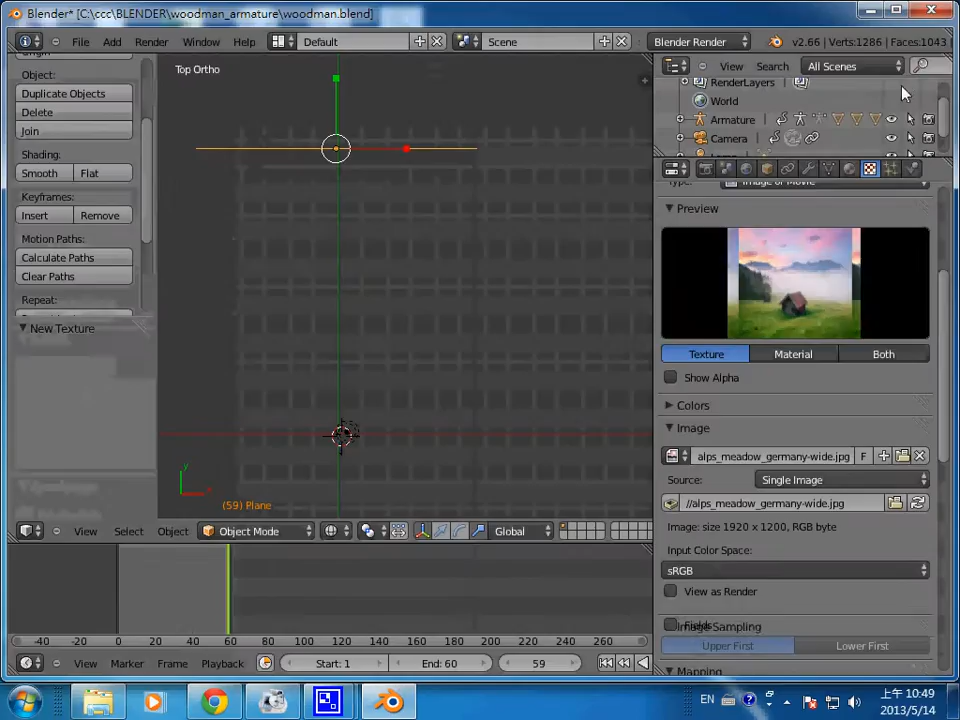 Blender* [C:\ccc\BLENDER\woodman_armature\woodman.blend]
File Add Render Window Help Default Scene Blender Render v2.66 | Verts:1286 | Faces:1043
View Search All Scenes
RenderLayers
World
Armature
Camera
Object:
Duplicate Objects
Delete
Join
Shading:
Smooth Flat
Keyframes:
Insert Remove
Motion Paths:
Calculate Paths
Clear Paths
Repeat:
New Texture
Top Ortho
y
x
(59) Plane
Preview
Texture Material Both
Show Alpha
Colors
Image
alps_meadow_germany-wide.jpg F
Source: Single Image
//alps_meadow_germany-wide.jpg
Image: size 1920 x 1200, RGB byte
Input Color Space:
sRGB
View as Render
Fields
Image Sampling
Upper First Lower First
Mapping
View Select Object Object Mode Global
-40 -20 0 20 40 60 80 100 120 140 160 180 200 220 240 260
View Marker Frame Playback Start: 1 End: 60 59
EN
上午 10:49
2013/5/14